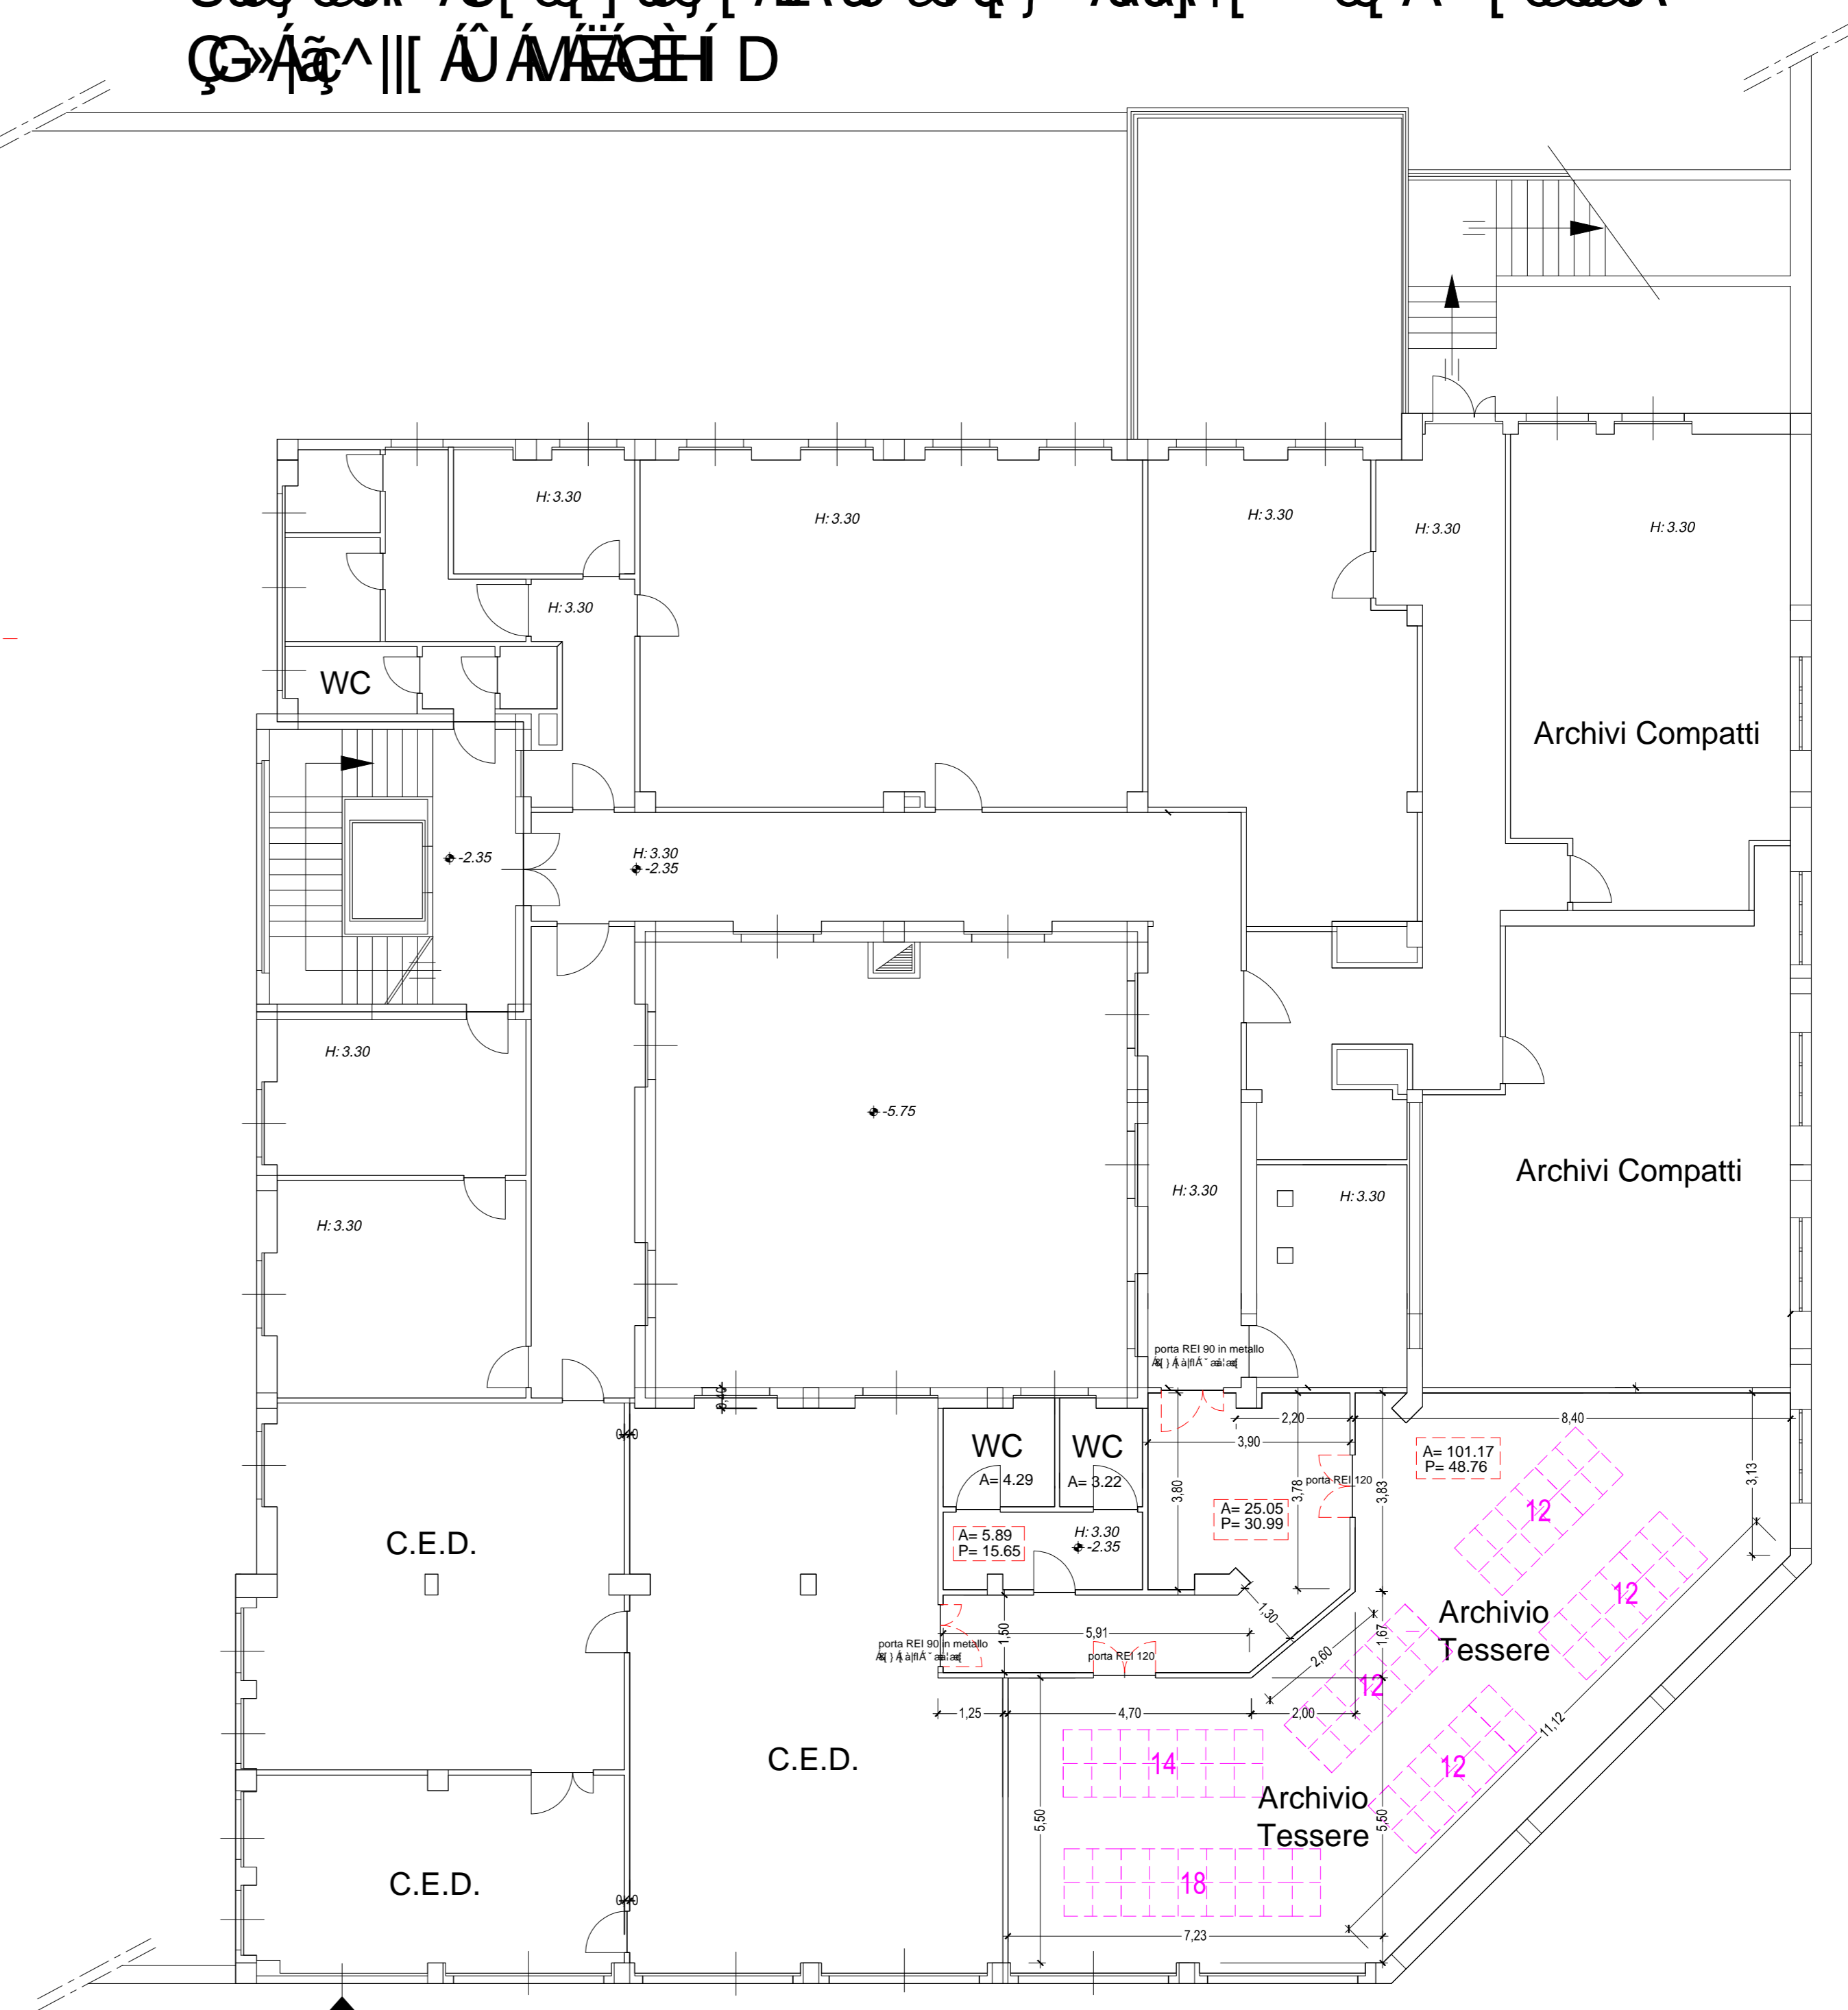 H: 3.30
H: 3.30
H: 3.30
H: 3.30
H: 3.30
H: 3.30
WC
Archivi Compatti
-2.35
H: 3.30
-2.35
H: 3.30
-5.75
Archivi Compatti
H: 3.30
H: 3.30
H: 3.30
porta REI 90 in metallo
2,20
8,40
3,90
WC
WC
A= 4.29
A= 3.22
A= 101.17
P= 48.76
3,13
3,80
3,78
porta REI 120
3,83
12
A= 25.05
P= 30.99
C.E.D.
A= 5.89
P= 15.65
H: 3.30
-2.35
12
1,30
Archivio
Tessere
1,50
5,91
1,67
porta REI 90 in metallo
porta REI 120
2,60
12
1,25
4,70
2,00
11,12
C.E.D.
14
12
Archivio
Tessere
5,50
5,50
C.E.D.
18
7,23